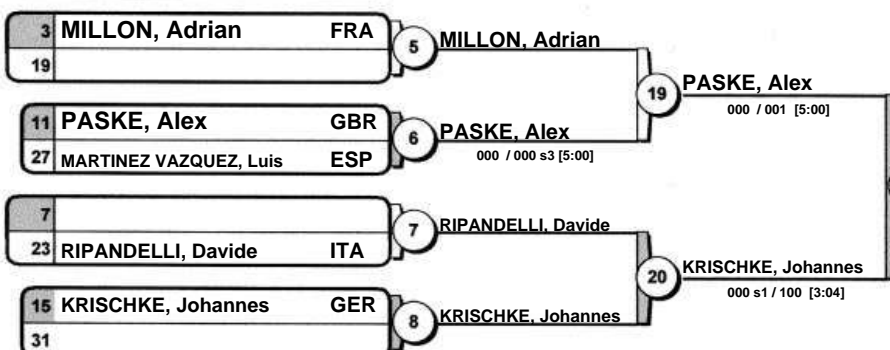 3 MILLON, Adrian FRA
19
5 MILLON, Adrian
11 PASKE, Alex GBR
27 MARTINEZ VAZQUEZ, Luis ESP
6 PASKE, Alex
000 / 000 s3 [5:00]
19 PASKE, Alex
000 / 001 [5:00]
7
23 RIPANDELLI, Davide ITA
7 RIPANDELLI, Davide
15 KRISCHKE, Johannes GER
31
8 KRISCHKE, Johannes
20 KRISCHKE, Johannes
000 s1 / 100 [3:04]